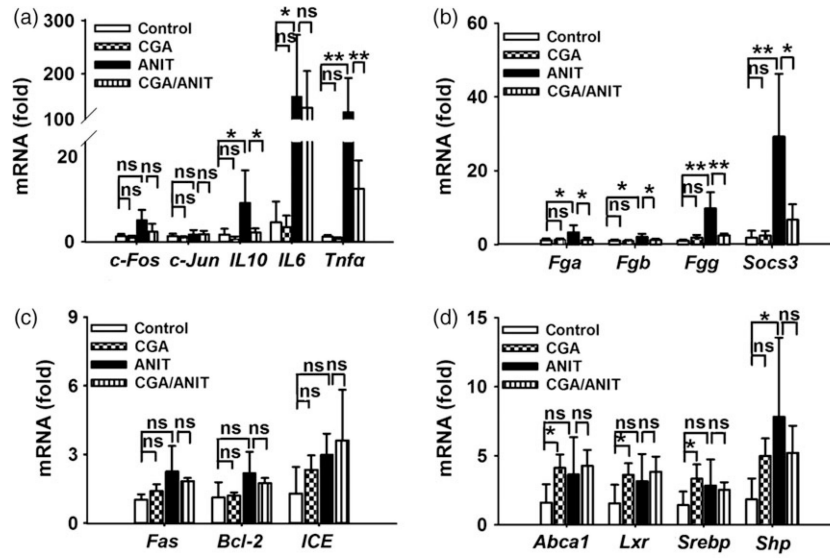 (a)
Control
CGA
ANIT
CGA/ANIT
mRNA (fold)
300
200
100
20
0
ns
ns
ns
ns
ns
ns
*
ns
*
*
ns
ns
**
ns
**
c-Fos c-Jun IL10 IL6 Tnfα
(b)
Control
CGA
ANIT
CGA/ANIT
mRNA (fold)
60
40
20
0
*
ns
*
*
ns
*
**
ns
**
**
ns
*
Fga Fgb Fgg Socs3
(c)
Control
CGA
ANIT
CGA/ANIT
mRNA (fold)
9
6
3
0
ns
ns
ns
ns
ns
ns
ns
ns
ns
Fas Bcl-2 ICE
(d)
Control
CGA
ANIT
CGA/ANIT
mRNA (fold)
15
10
5
0
ns
*
ns
ns
*
ns
ns
*
ns
*
ns
ns
Abca1 Lxr Srebp Shp